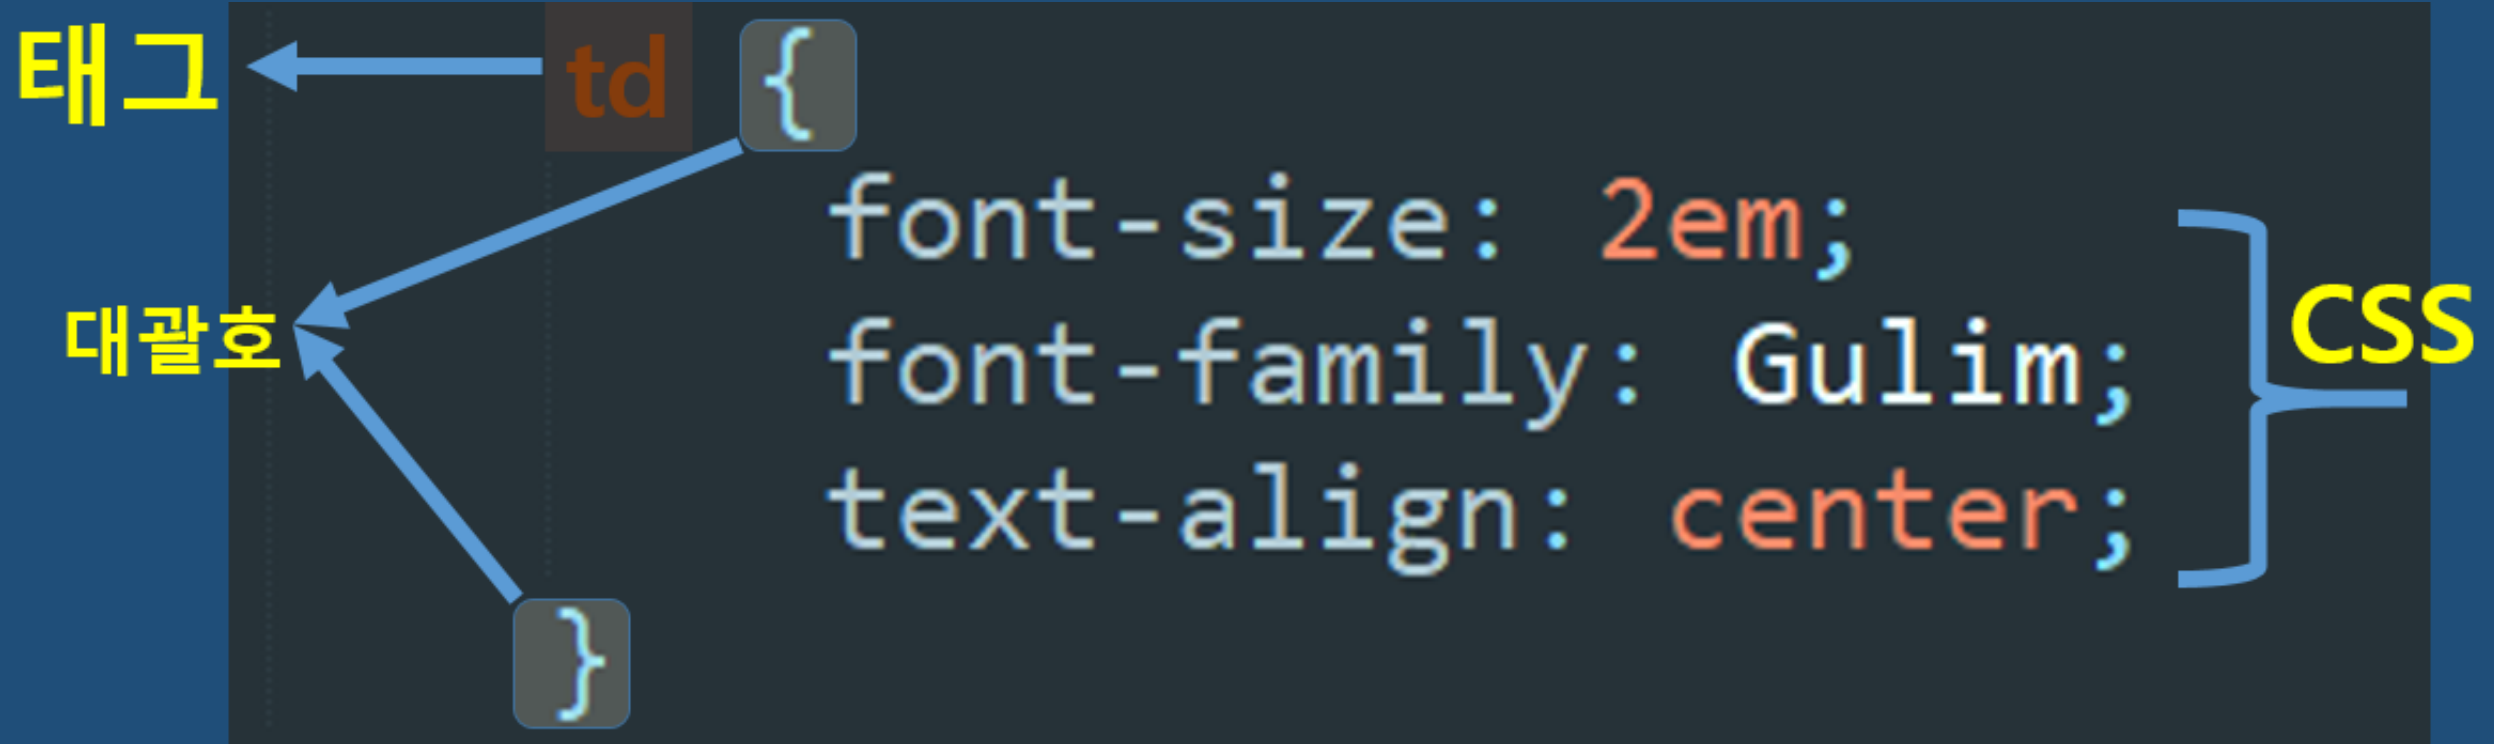 태그 td {
font-size: 2em;
대괄호 font-family: Gulim; CSS
text-align: center;
}